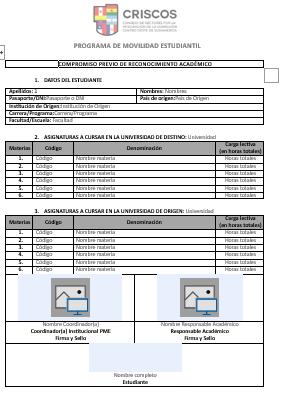 CRISCOS
CONSEJO DE RECTORES POR LA
INTEGRACIÓN DE LA SUBREGIÓN
CENTRO OESTE DE SUDAMÉRICA
PROGRAMA DE MOVILIDAD ESTUDIANTIL
COMPROMISO PREVIO DE RECONOCIMIENTO ACADÉMICO
1. DATOS DEL ESTUDIANTE
Apellidos: 1 Nombres: Nombres
Pasaporte/DNI: Pasaporte o DNI País de origen: País de Origen
Institución de Origen: Institución de Origen
Carrera/Programa: Carrera/Programa
Facultad/Escuela: Facultad
2. ASIGNATURAS A CURSAR EN LA UNIVERSIDAD DE DESTINO: Universidad
Materias Código Denominación Carga lectiva (en horas totales)
1. Código Nombre materia Horas totales
2. Código Nombre materia Horas totales
3. Código Nombre materia Horas totales
4. Código Nombre materia Horas totales
5. Código Nombre materia Horas totales
6. Código Nombre materia Horas totales
3. ASIGNATURAS A CURSAR EN LA UNIVERSIDAD DE ORIGEN: Universidad
Materias Código Denominación Carga lectiva (en horas totales)
1. Código Nombre materia Horas totales
2. Código Nombre materia Horas totales
3. Código Nombre materia Horas totales
4. Código Nombre materia Horas totales
5. Código Nombre materia Horas totales
6. Código Nombre materia Horas totales
Nombre Coordinador(a) Nombre Responsable Académico
Coordinador(a) Institucional PME Responsable Académico
Firma y Sello Firma y Sello
Nombre completo
Estudiante